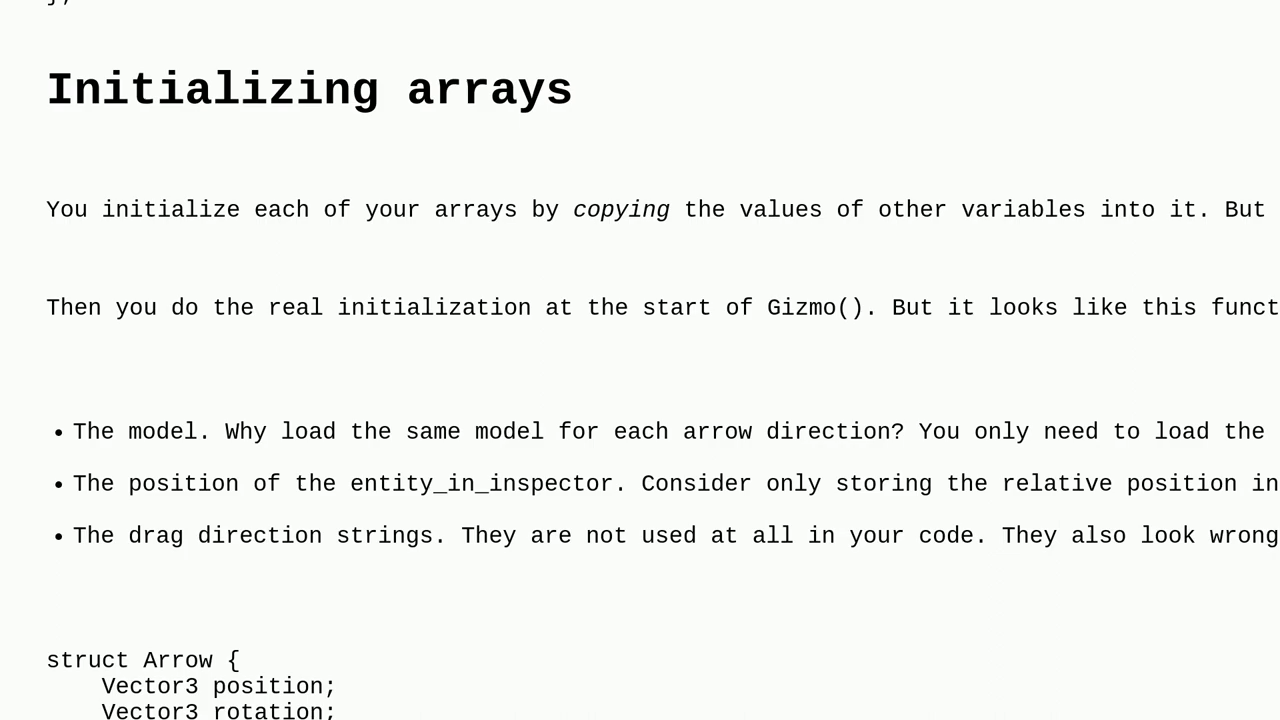 };
Initializing arrays
You initialize each of your arrays by copying the values of other variables into it. But
Then you do the real initialization at the start of Gizmo(). But it looks like this funct
• The model. Why load the same model for each arrow direction? You only need to load the
• The position of the entity_in_inspector. Consider only storing the relative position in
• The drag direction strings. They are not used at all in your code. They also look wrong
struct Arrow {
    Vector3 position;
    Vector3 rotation;